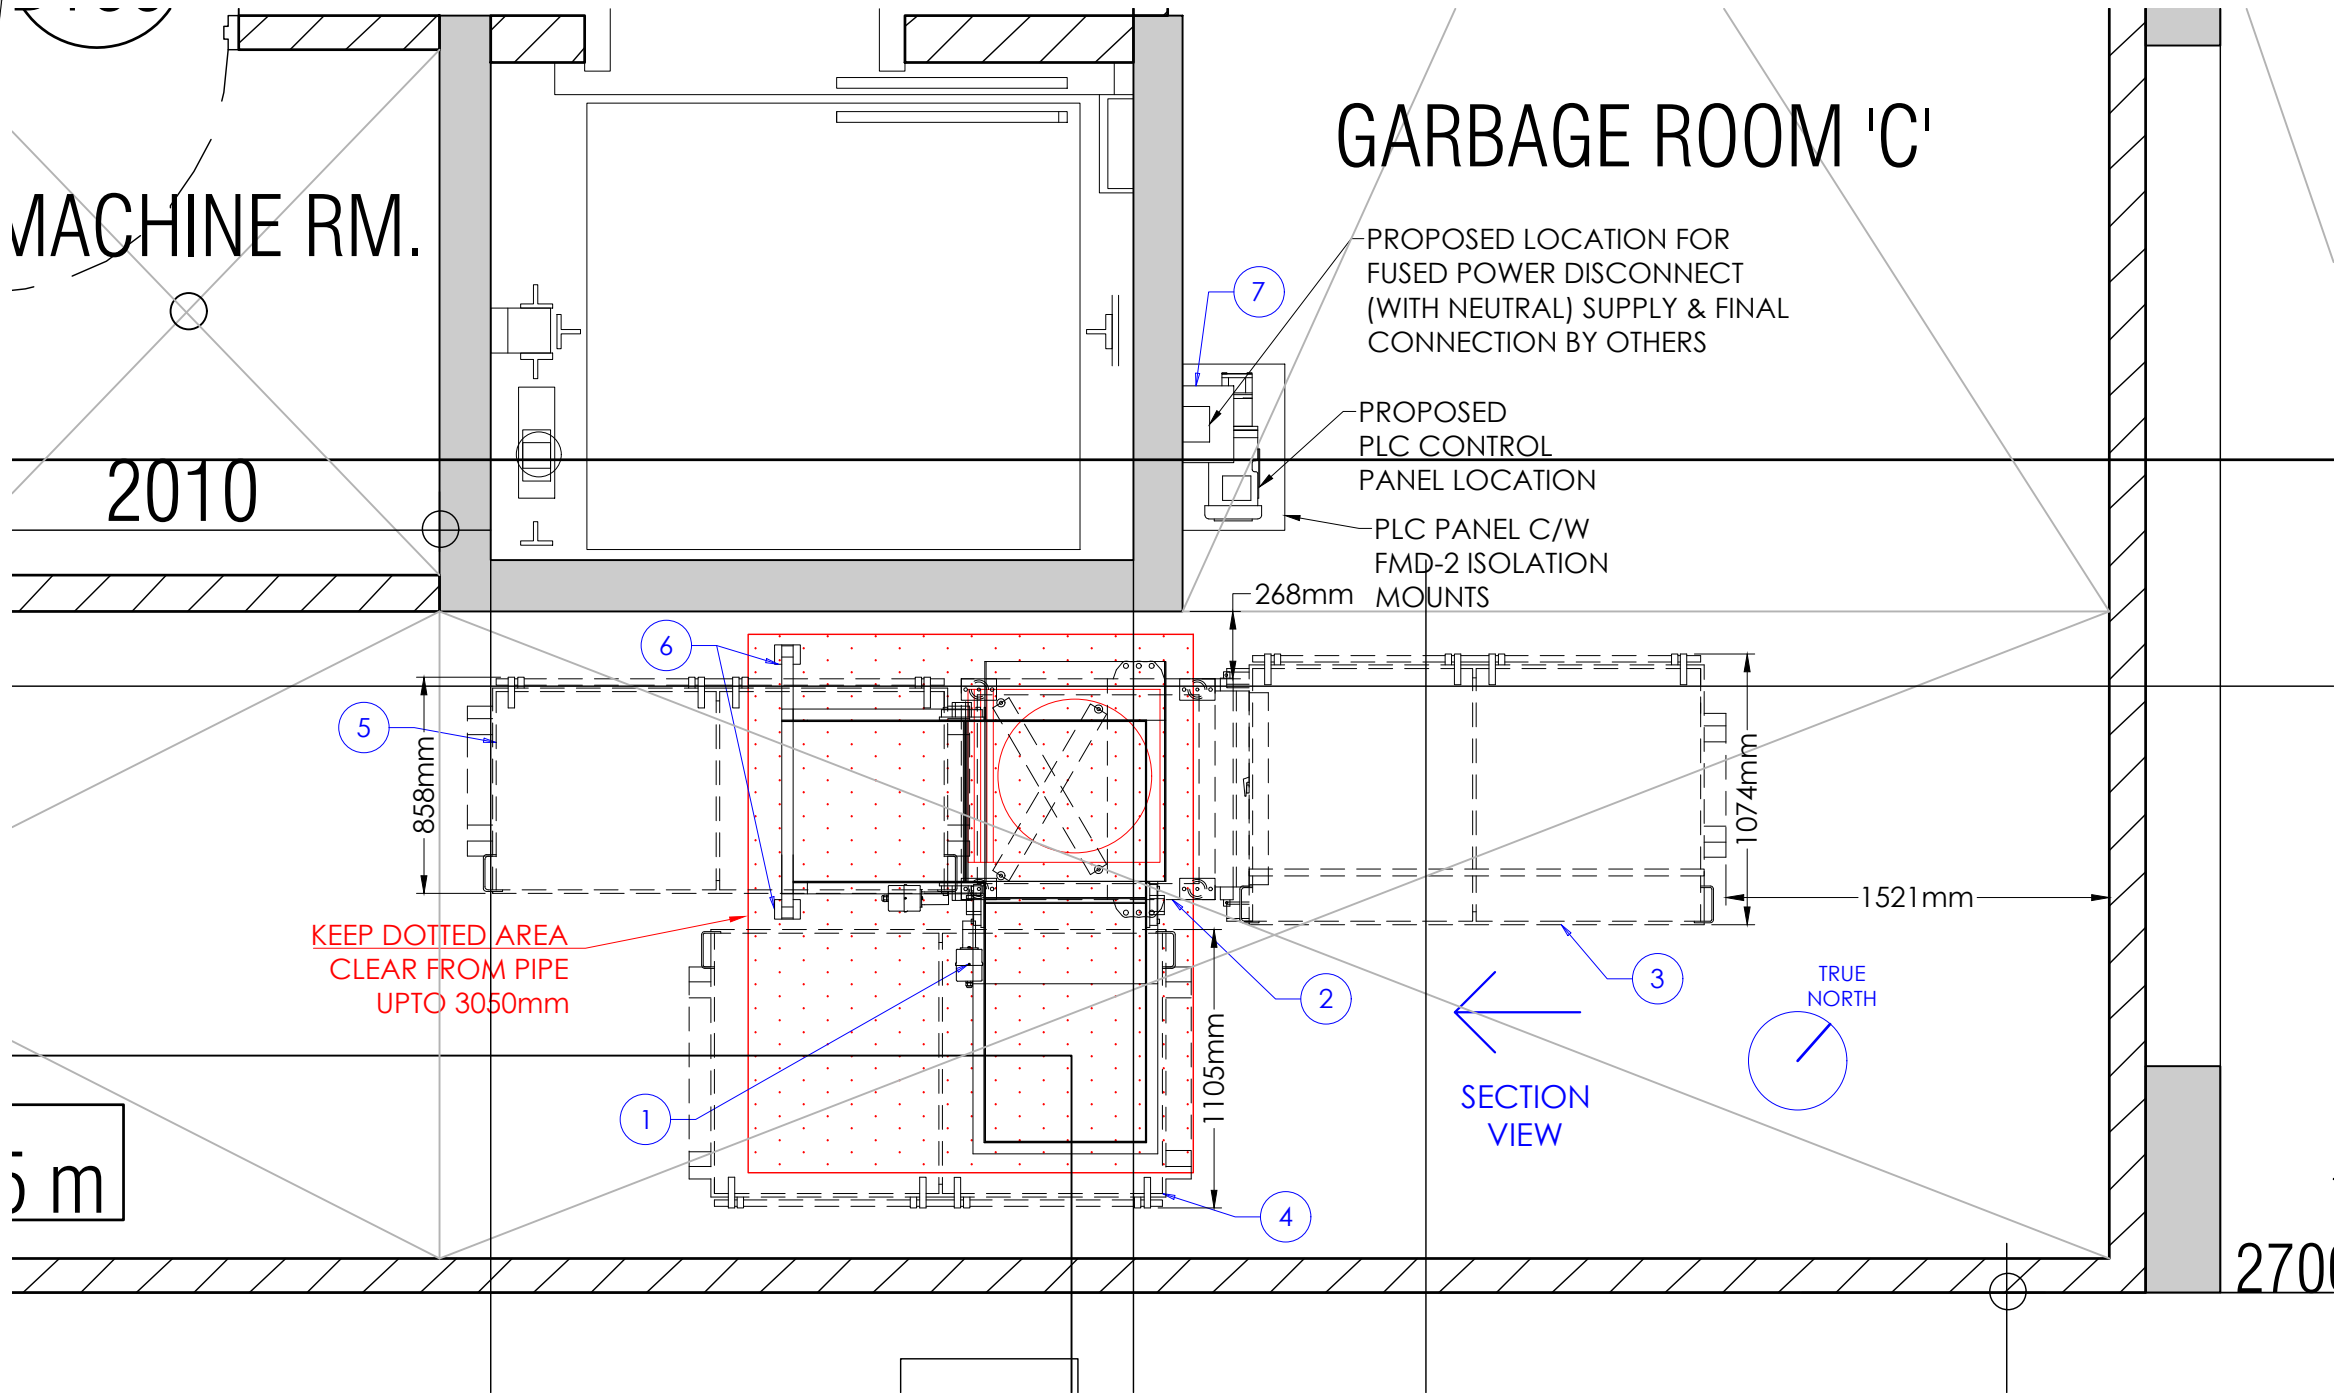 GARBAGE ROOM 'C'
MACHINE RM.
PROPOSED LOCATION FOR
FUSED POWER DISCONNECT
(WITH NEUTRAL) SUPPLY & FINAL
CONNECTION BY OTHERS
7
PROPOSED
PLC CONTROL
PANEL LOCATION
2010
PLC PANEL C/W
FMD-2 ISOLATION
MOUNTS
268mm
6
5
858mm
1074mm
1521mm
KEEP DOTTED AREA
CLEAR FROM PIPE
UPTO 3050mm
3
2
TRUE
NORTH
1105mm
SECTION
VIEW
1
5 m
4